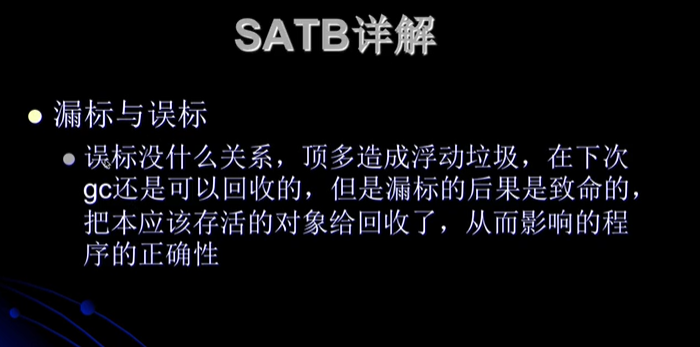 SATB详解
漏标与误标
误标没什么关系，顶多造成浮动垃圾，在下次
gc还是可以回收的，但是漏标的后果是致命的，
把本应该存活的对象给回收了，从而影响的程
序的正确性